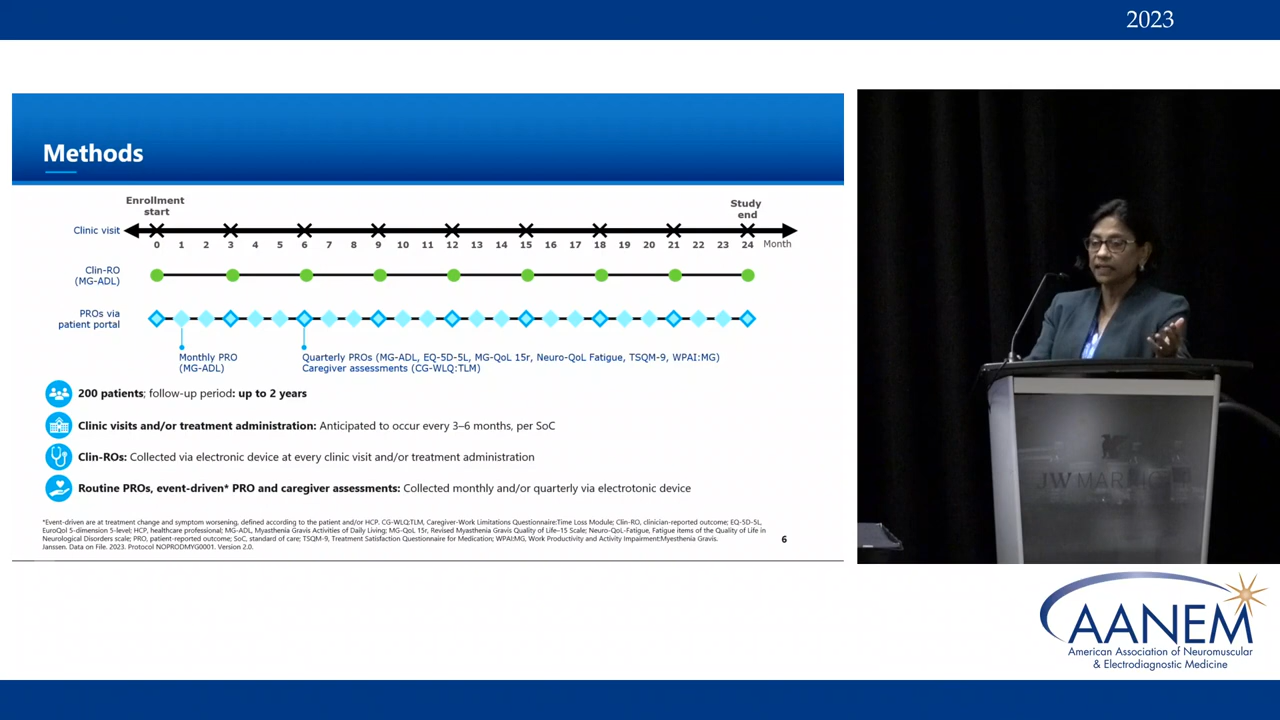 2023
Methods
Enrollment
start
Study
end
Clinic visit
0 1 2 3 4 5 6 7 8 9 10 11 12 13 14 15 16 17 18 19 20 21 22 23 24 Month
Clin-RO
(MG-ADL)
PROs via
patient portal
Monthly PRO
(MG-ADL)
Quarterly PROs (MG-ADL, EQ-5D-5L, MG-QoL 15r, Neuro-QoL Fatigue, TSQM-9, WPAI:MG)
Caregiver assessments (CG-WLQ:TLM)
200 patients; follow-up period: up to 2 years
Clinic visits and/or treatment administration: Anticipated to occur every 3–6 months, per SoC
Clin-ROs: Collected via electronic device at every clinic visit and/or treatment administration
Routine PROs, event-driven* PRO and caregiver assessments: Collected monthly and/or quarterly via electrotonic device
*Event-driven are at treatment change and symptom worsening, defined according to the patient and/or HCP. CG-WLQ:TLM, Caregiver-Work Limitations Questionnaire:Time Loss Module; Clin-RO, clinician-reported outcome; EQ-5D-5L,
EuroQol 5-dimension 5-level; HCP, healthcare professional; MG-ADL, Myasthenia Gravis Activities of Daily Living; MG-QoL 15r, Revised Myasthenia Gravis Quality of Life–15 Scale; Neuro-QoL-Fatigue, Fatigue items of the Quality of Life in
Neurological Disorders scale; PRO, patient-reported outcome; SoC, standard of care; TSQM-9, Treatment Satisfaction Questionnaire for Medication; WPAI:MG, Work Productivity and Activity Impairment:Myesthenia Gravis.
Janssen. Data on File. 2023. Protocol NOPRODMYG0001. Version 2.0.
6
AANEM
American Association of Neuromuscular
& Electrodiagnostic Medicine